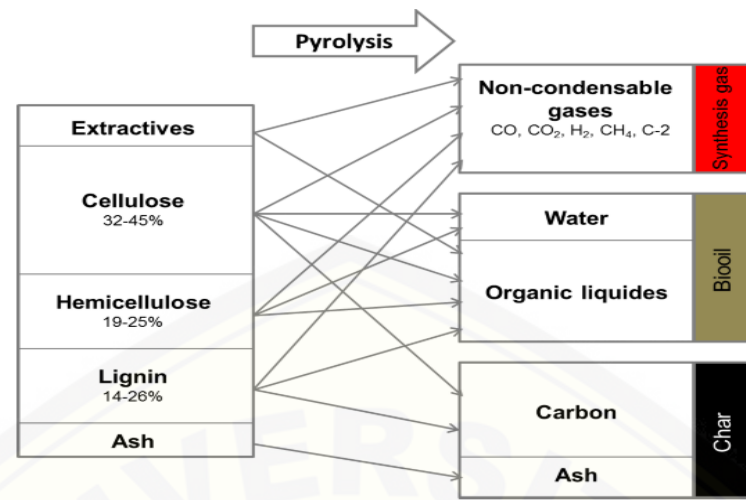 Pyrolysis
Extractives
Cellulose
32-45%
Hemicellulose
19-25%
Lignin
14-26%
Ash
Non-condensable
gases
CO, CO₂, H₂, CH₄, C-2
Synthesis gas
Water
Organic liquides
Biooil
Carbon
Ash
Char